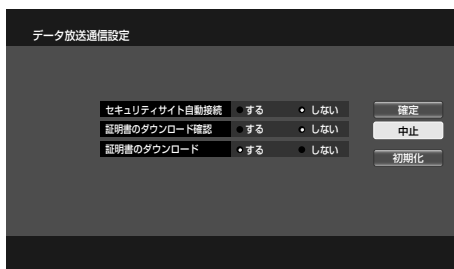 データ放送通信設定
セキュリティサイト自動接続 する しない 確定
証明書のダウンロード確認 する しない 中止
証明書のダウンロード する しない
初期化